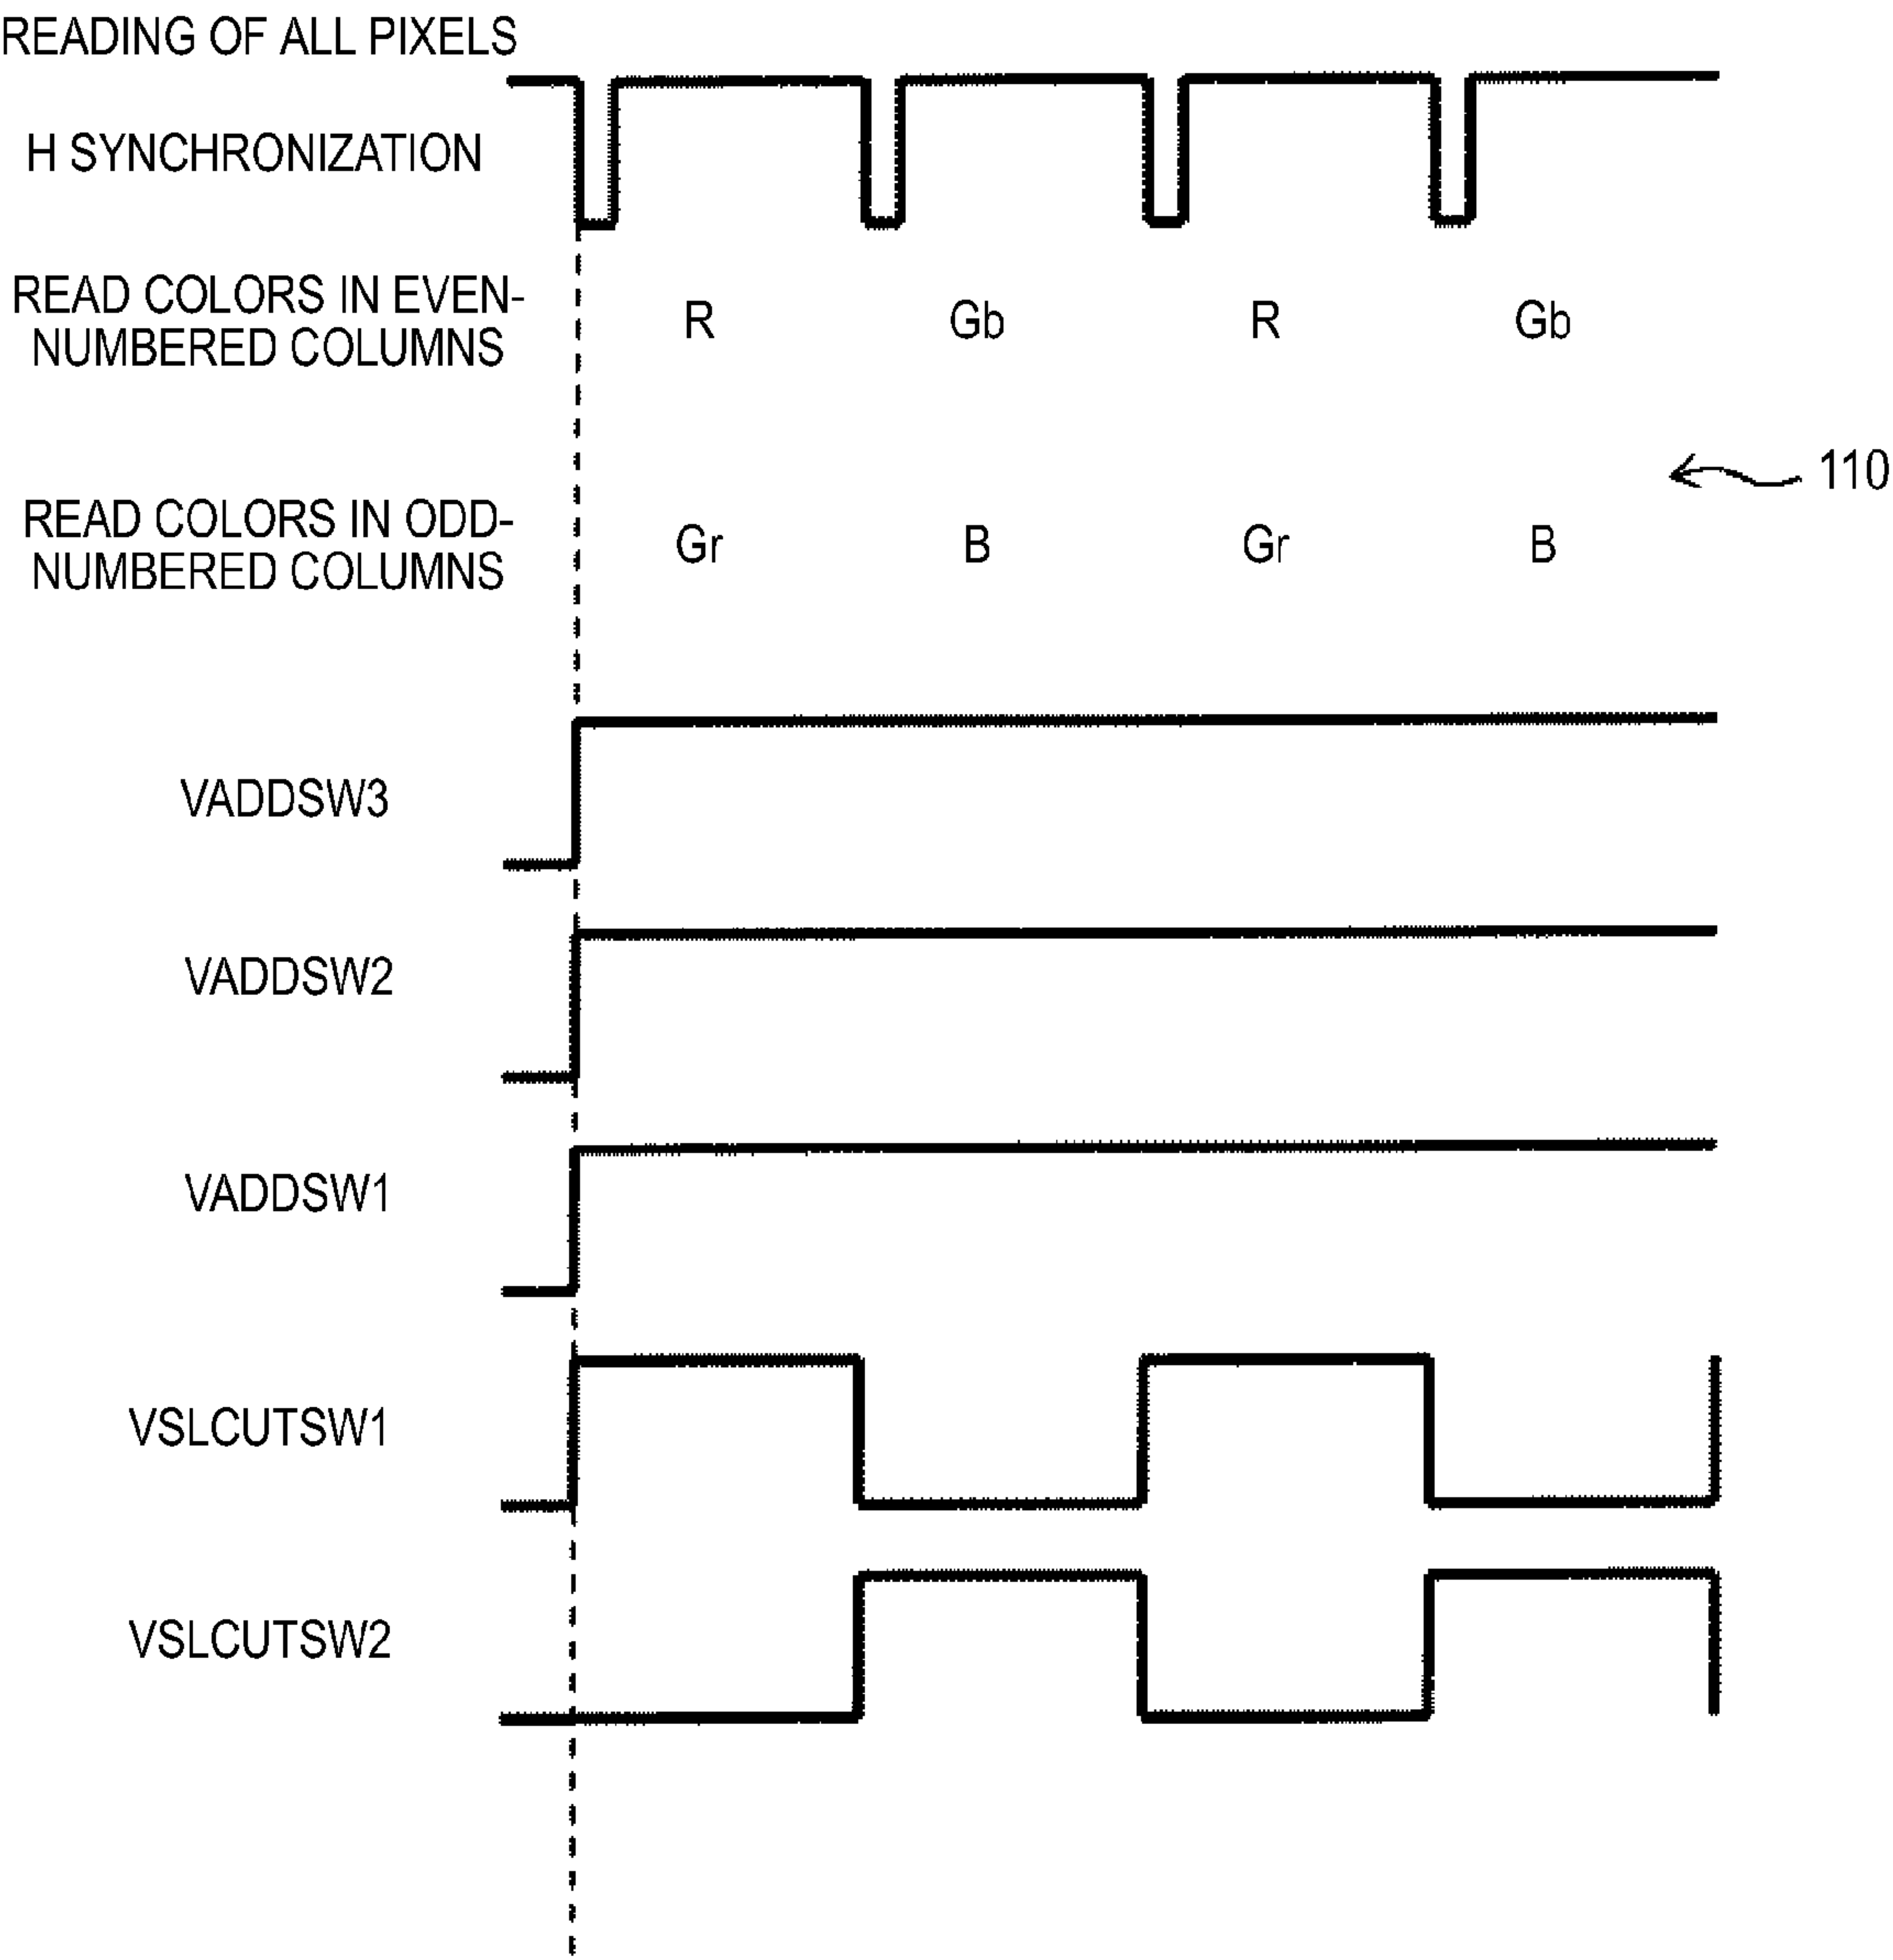 READING OF ALL PIXELS
H SYNCHRONIZATION
READ COLORS IN EVEN-
NUMBERED COLUMNS
R Gb R Gb
110
READ COLORS IN ODD-
NUMBERED COLUMNS
Gr B Gr B
VADDSW3
VADDSW2
VADDSW1
VSLCUTSW1
VSLCUTSW2